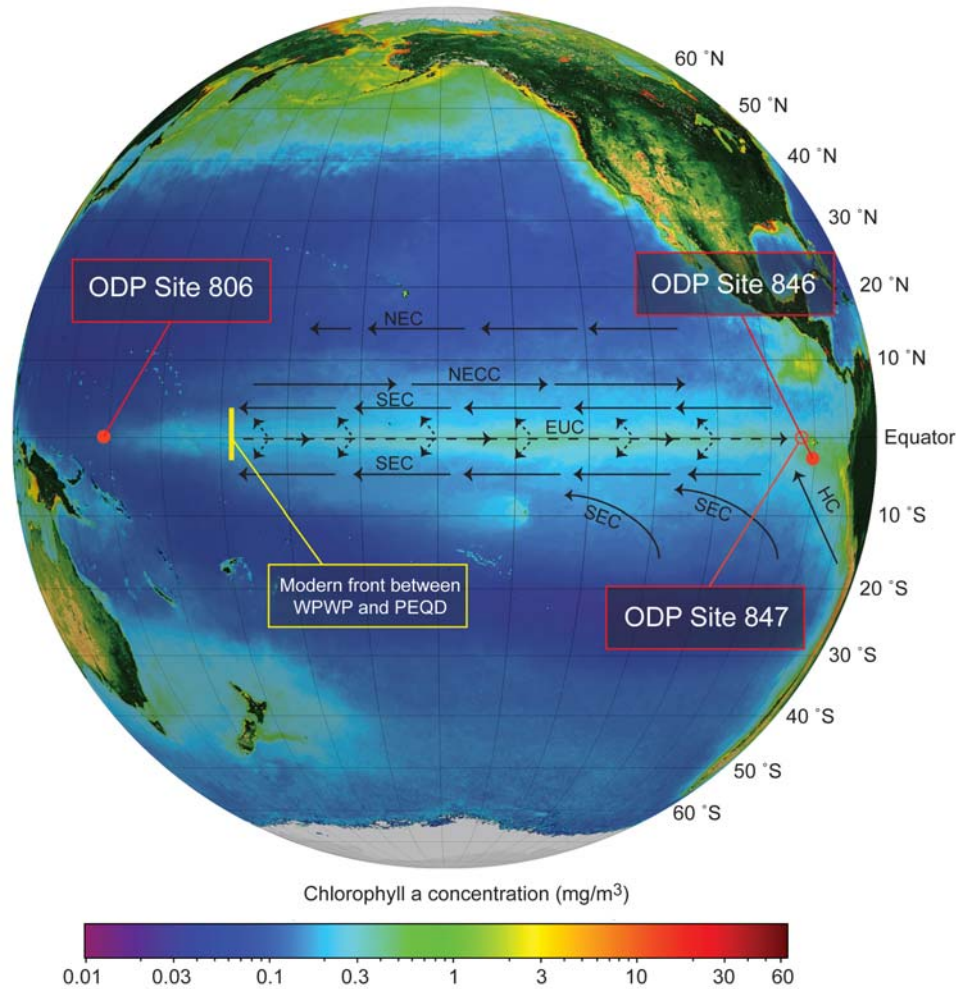 60 ˚N
50 ˚N
40 ˚N
30 ˚N
ODP Site 806
ODP Site 846
20 ˚N
NEC
10 ˚N
NECC
SEC
EUC
Equator
SEC
HC
SEC
SEC
10 ˚S
Modern front between
WPWP and PEQD
20 ˚S
ODP Site 847
30 ˚S
40 ˚S
50 ˚S
60 ˚S
Chlorophyll a concentration (mg/m³)
0.01 0.03 0.1 0.3 1 3 10 30 60